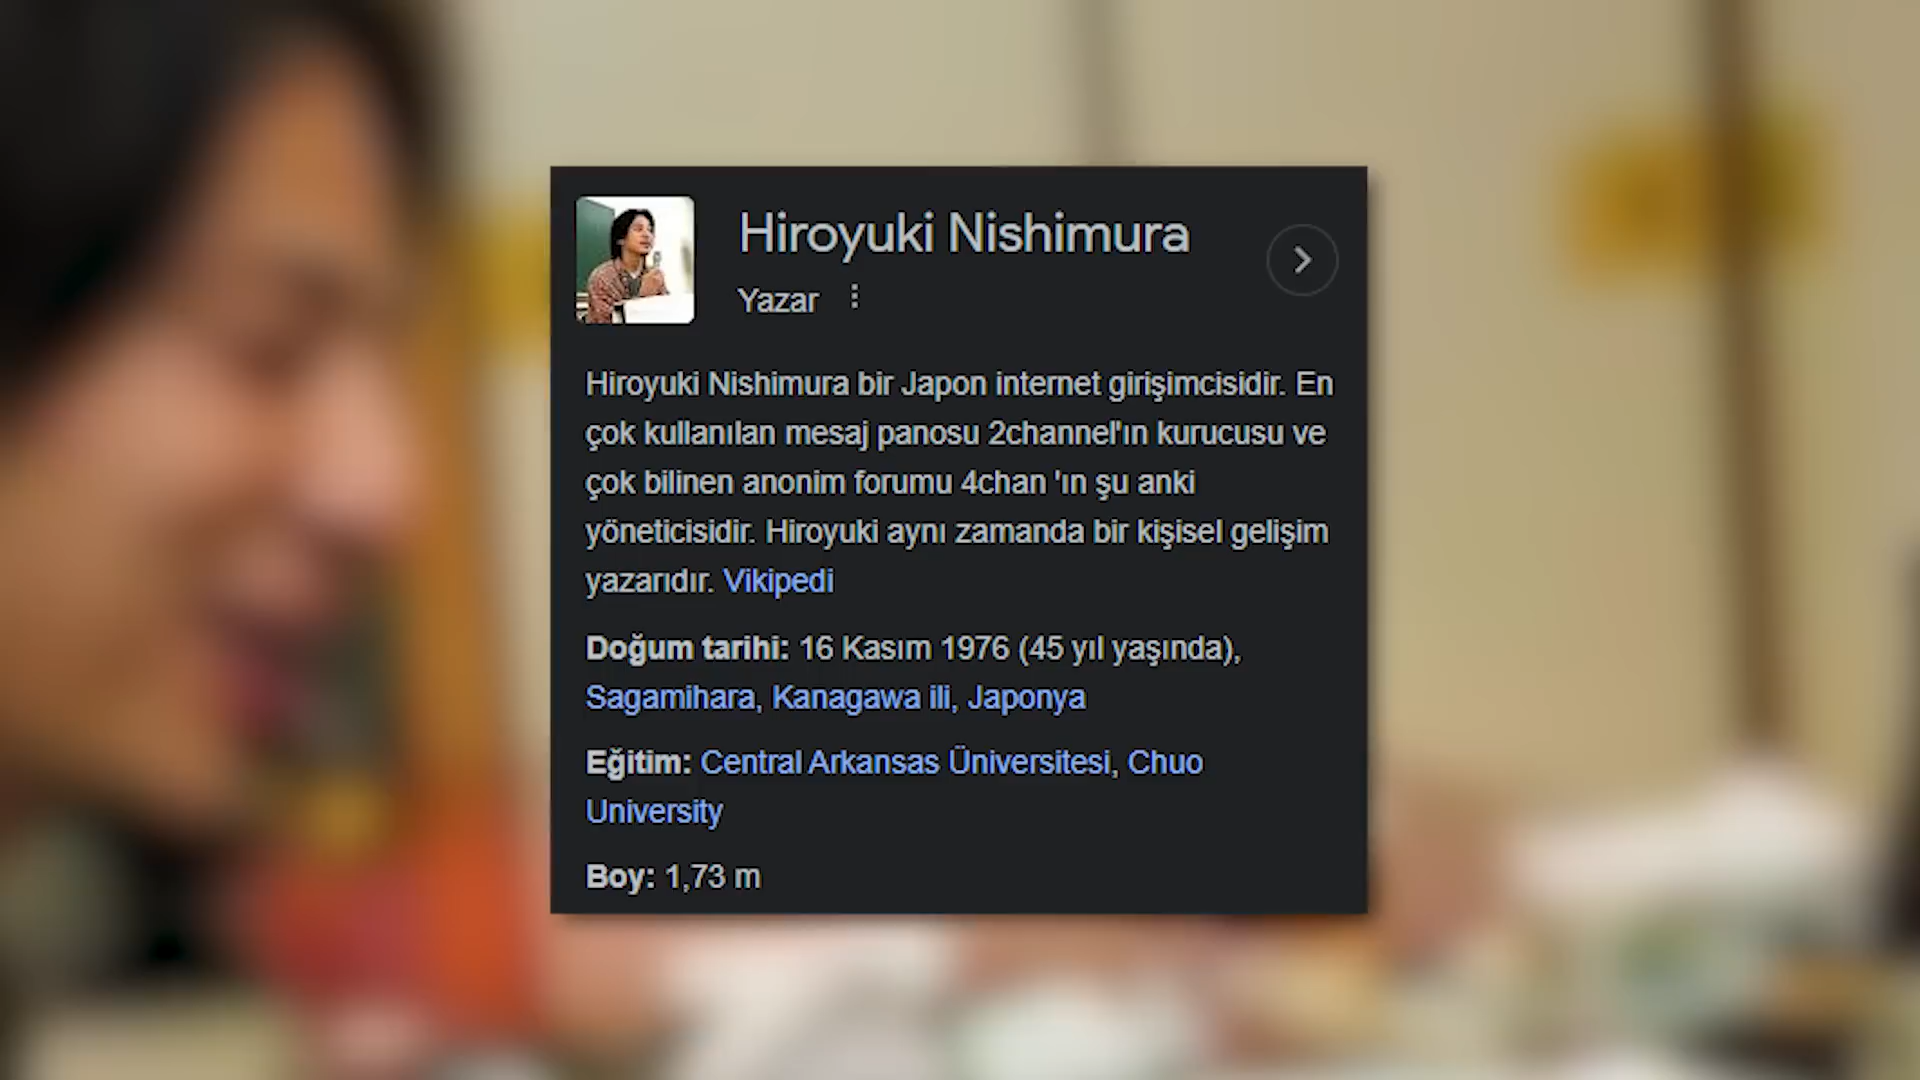 Hiroyuki Nishimura
Yazar
Hiroyuki Nishimura bir Japon internet girişimcisidir. En
çok kullanılan mesaj panosu 2channel'ın kurucusu ve
çok bilinen anonim forumu 4chan 'ın şu anki
yöneticisidir. Hiroyuki aynı zamanda bir kişisel gelişim
yazarıdır. Vikipedi
Doğum tarihi: 16 Kasım 1976 (45 yıl yaşında),
Sagamihara, Kanagawa ili, Japonya
Eğitim: Central Arkansas Üniversitesi, Chuo
University
Boy: 1,73 m